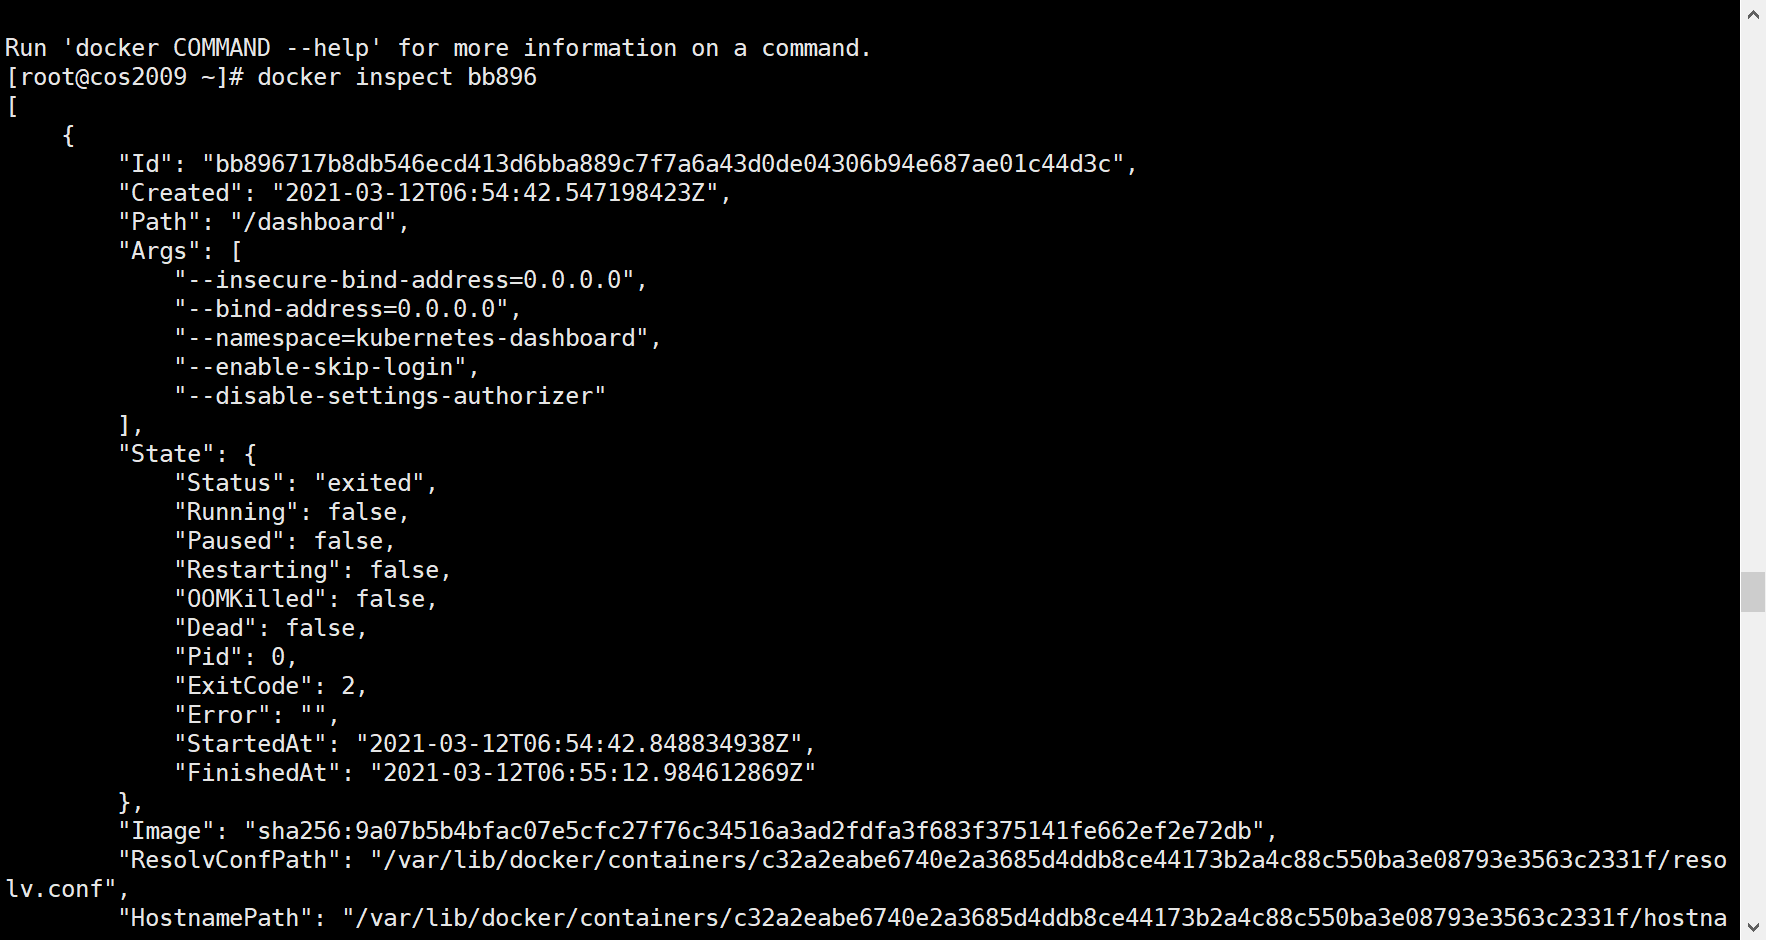 Run 'docker COMMAND --help' for more information on a command.
[root@cos2009 ~]# docker inspect bb896
[
    {
        "Id": "bb896717b8db546ecd413d6bba889c7f7a6a43d0de04306b94e687ae01c44d3c",
        "Created": "2021-03-12T06:54:42.547198423Z",
        "Path": "/dashboard",
        "Args": [
            "--insecure-bind-address=0.0.0.0",
            "--bind-address=0.0.0.0",
            "--namespace=kubernetes-dashboard",
            "--enable-skip-login",
            "--disable-settings-authorizer"
        ],
        "State": {
            "Status": "exited",
            "Running": false,
            "Paused": false,
            "Restarting": false,
            "OOMKilled": false,
            "Dead": false,
            "Pid": 0,
            "ExitCode": 2,
            "Error": "",
            "StartedAt": "2021-03-12T06:54:42.848834938Z",
            "FinishedAt": "2021-03-12T06:55:12.984612869Z"
        },
        "Image": "sha256:9a07b5b4bfac07e5cfc27f76c34516a3ad2fdfa3f683f375141fe662ef2e72db",
        "ResolvConfPath": "/var/lib/docker/containers/c32a2eabe6740e2a3685d4ddb8ce44173b2a4c88c550ba3e08793e3563c2331f/reso
lv.conf",
        "HostnamePath": "/var/lib/docker/containers/c32a2eabe6740e2a3685d4ddb8ce44173b2a4c88c550ba3e08793e3563c2331f/hostna